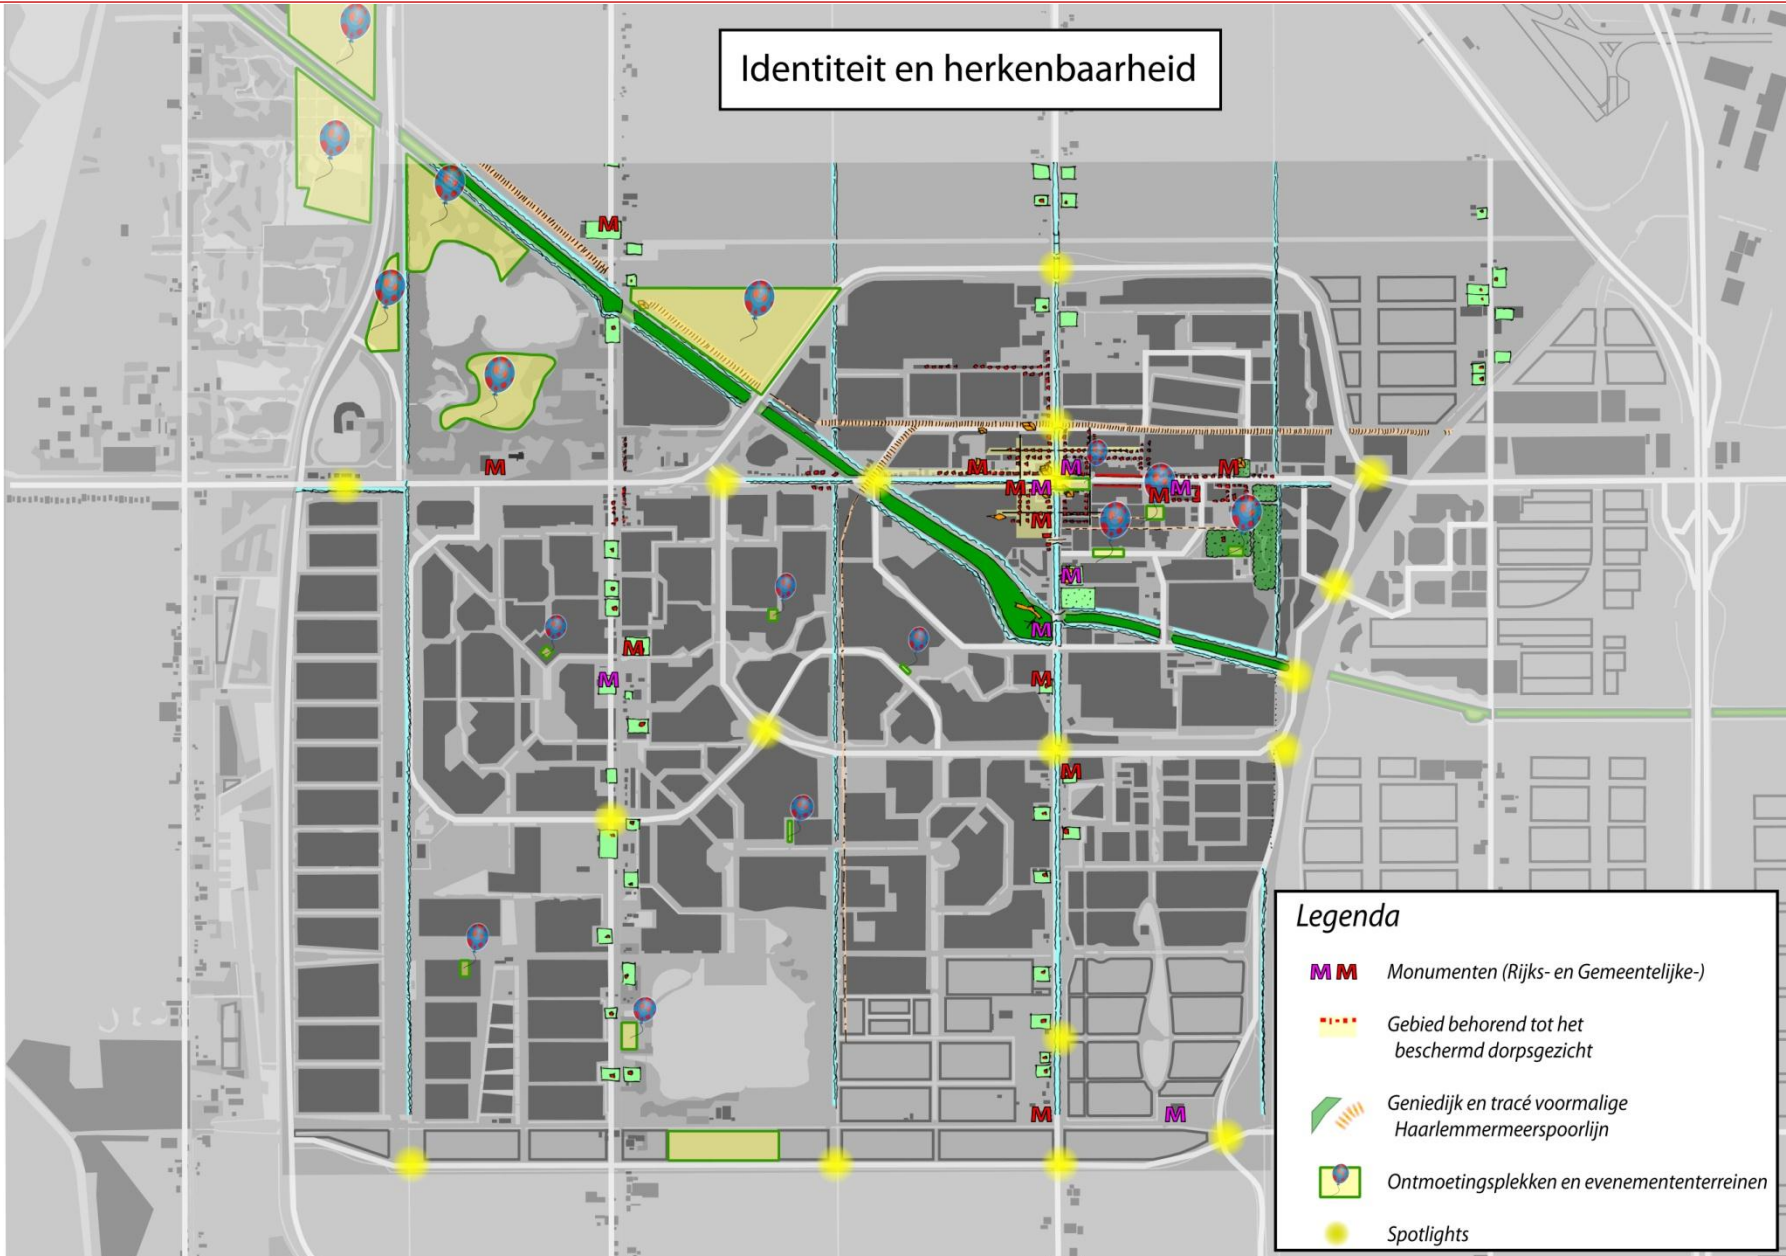 Identiteit en herkenbaarheid
M
M
M
M M
M M M
M M
M
M
M
M
M
M
M
M M
Legenda
M M Monumenten (Rijks- en Gemeentelijke-)
Gebied behorend tot het
beschermd dorpsgezicht
Geniedijk en tracé voormalige
Haarlemmermeerspoorlijn
Ontmoetingsplekken en evenemententerreinen
Spotlights